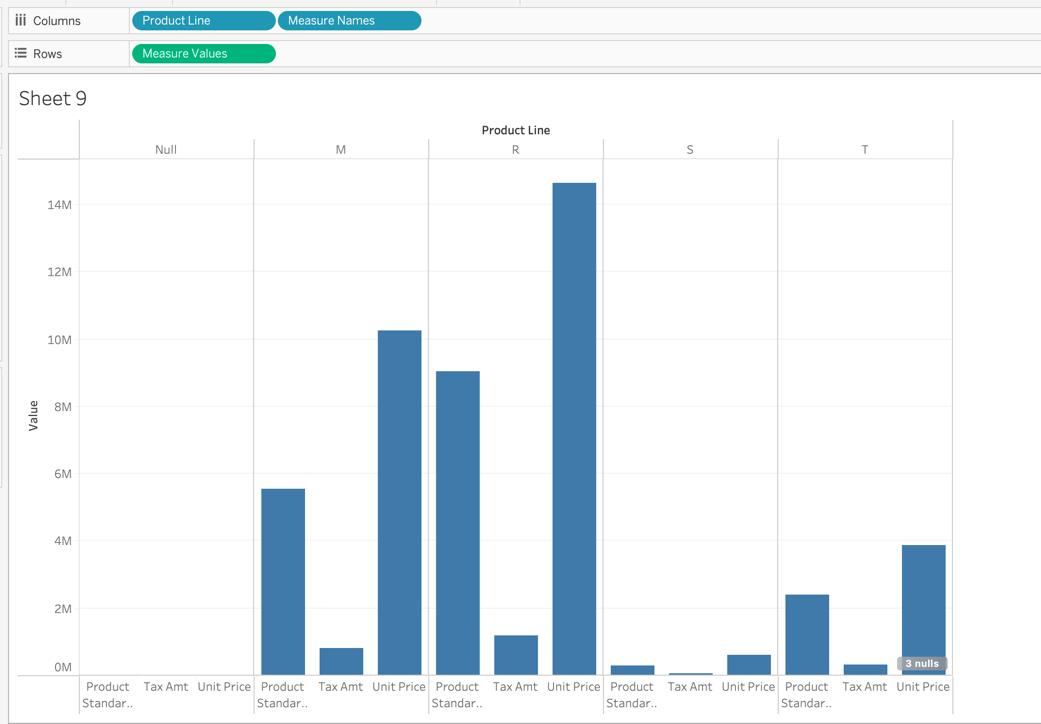 Columns Product Line Measure Names
Rows Measure Values
Sheet 9
Product Line
Null M R S T
14M
12M
10M
8M
6M
4M
2M
0M
Value
3 nulls
Product Tax Amt Unit Price Product Tax Amt Unit Price Product Tax Amt Unit Price Product Tax Amt Unit Price Product Tax Amt Unit Price
Standar.. Standar.. Standar.. Standar.. Standar..